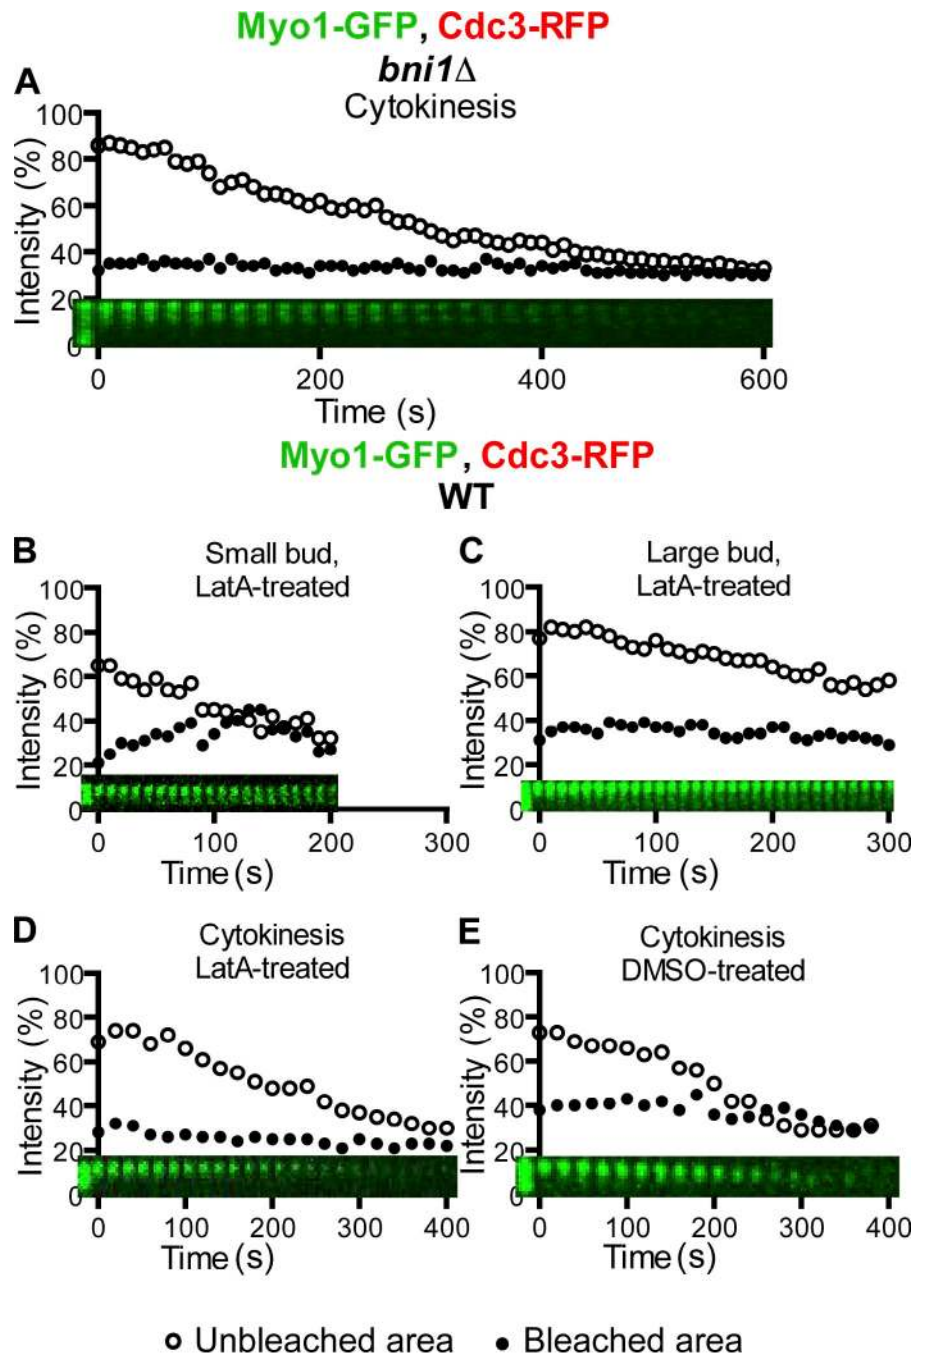 Myo1-GFP, Cdc3-RFP
bni1Δ
A
Cytokinesis
100
80
60
40
20
0
Intensity (%)
0 200 400 600
Time (s)
Myo1-GFP, Cdc3-RFP
WT
B
Small bud,
LatA-treated
100
80
60
40
20
0
Intensity (%)
0 100 200 300
Time (s)
C
Large bud,
LatA-treated
100
80
60
40
20
0
Intensity (%)
0 100 200 300
Time (s)
D
Cytokinesis
LatA-treated
100
80
60
40
20
0
Intensity (%)
0 100 200 300 400
Time (s)
E
Cytokinesis
DMSO-treated
100
80
60
40
20
0
Intensity (%)
0 100 200 300 400
Time (s)
Unbleached area
Bleached area